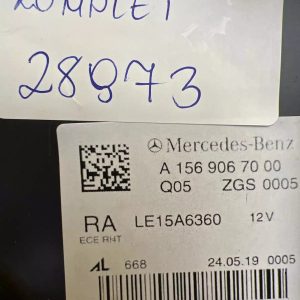 KOMPLET
28973
Mercedes-Benz
A 156 906 70 00
Q05 ZGS 0005
RA LE15A6360 12V
ECE RHT
AL 668 24.05.19 0005